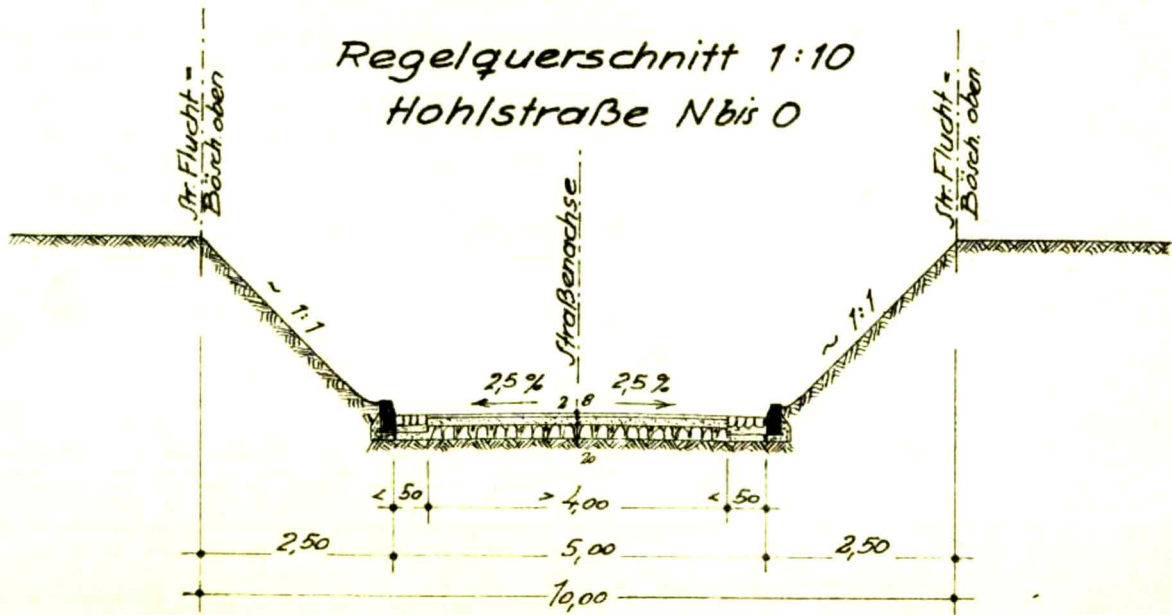 Regelquerschnitt 1:10
Hohlstraße N bis O
Str. Flucht =
Bösch. oben
Straßenachse
Str. Flucht =
Bösch. oben
~ 1:1
~ 1:1
2,5%
2,5%
2 8
20
< 50
> 4,00
< 50
2,50
5,00
2,50
10,00